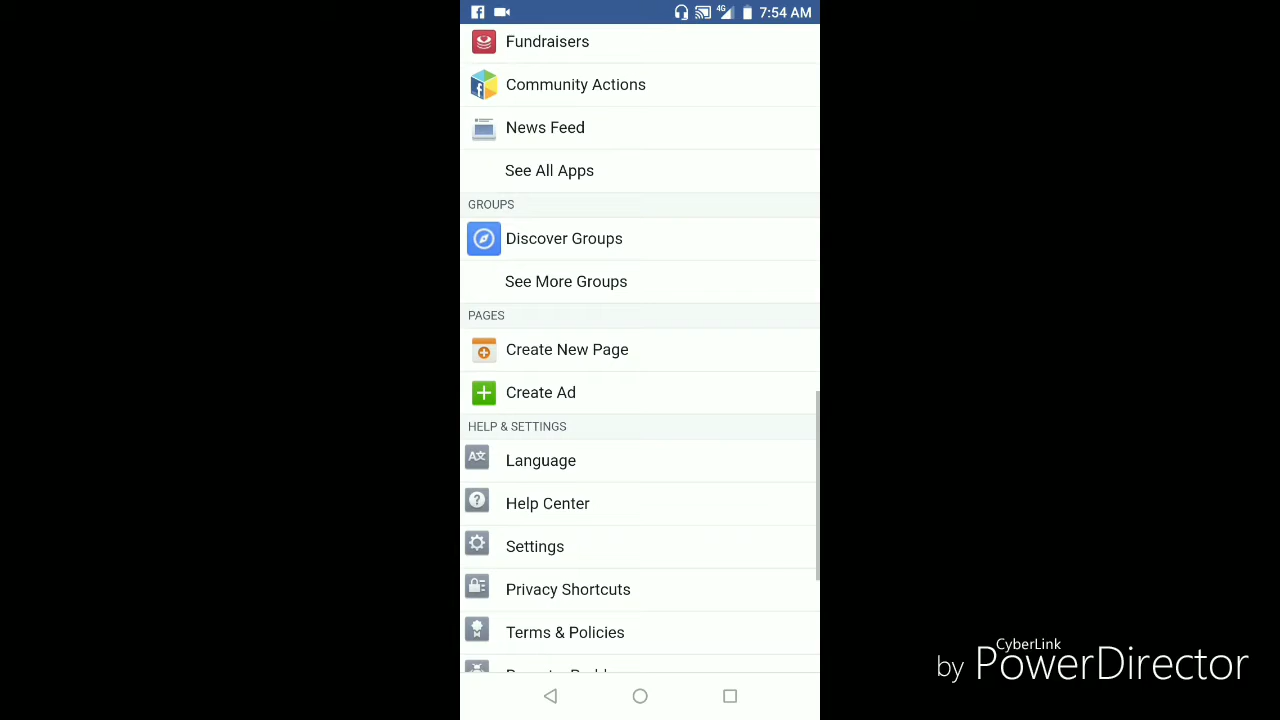 4G 7:54 AM
Fundraisers
Community Actions
News Feed
See All Apps
GROUPS
Discover Groups
See More Groups
PAGES
Create New Page
Create Ad
HELP & SETTINGS
Language
Help Center
Settings
Privacy Shortcuts
Terms & Policies
CyberLink
by PowerDirector